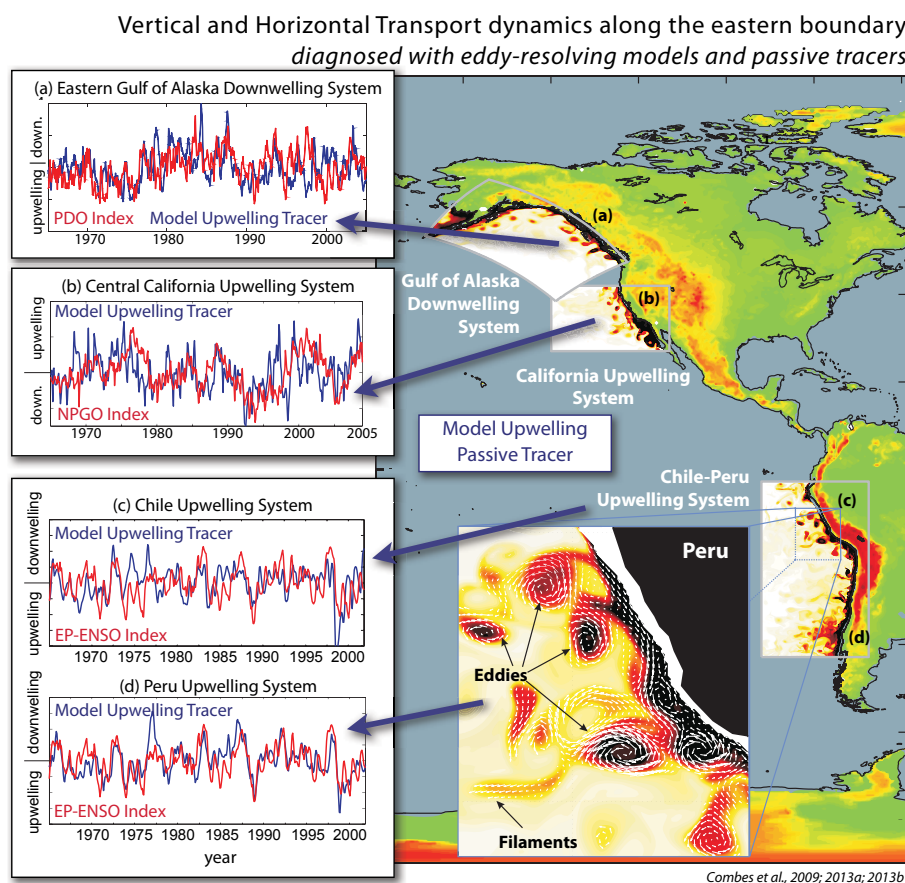 Vertical and Horizontal Transport dynamics along the eastern boundary
diagnosed with eddy-resolving models and passive tracers
(a) Eastern Gulf of Alaska Downwelling System
upwelling | down.
PDO Index
Model Upwelling Tracer
1970
1980
1990
2000
(b) Central California Upwelling System
Model Upwelling Tracer
down. | upwelling
NPGO Index
1970
1980
1990
2000
2005
(c) Chile Upwelling System
Model Upwelling Tracer
upwelling | downwelling
EP-ENSO Index
1970
1975
1980
1985
1990
1995
2000
(d) Peru Upwelling System
Model Upwelling Tracer
upwelling | downwelling
EP-ENSO Index
1970
1975
1980
1985
1990
1995
2000
year
(a)
Gulf of Alaska
Downwelling
System
(b)
California Upwelling
System
Model Upwelling
Passive Tracer
Chile-Peru
Upwelling System
(c)
(d)
Peru
Eddies
Filaments
Combes et al., 2009; 2013a; 2013b